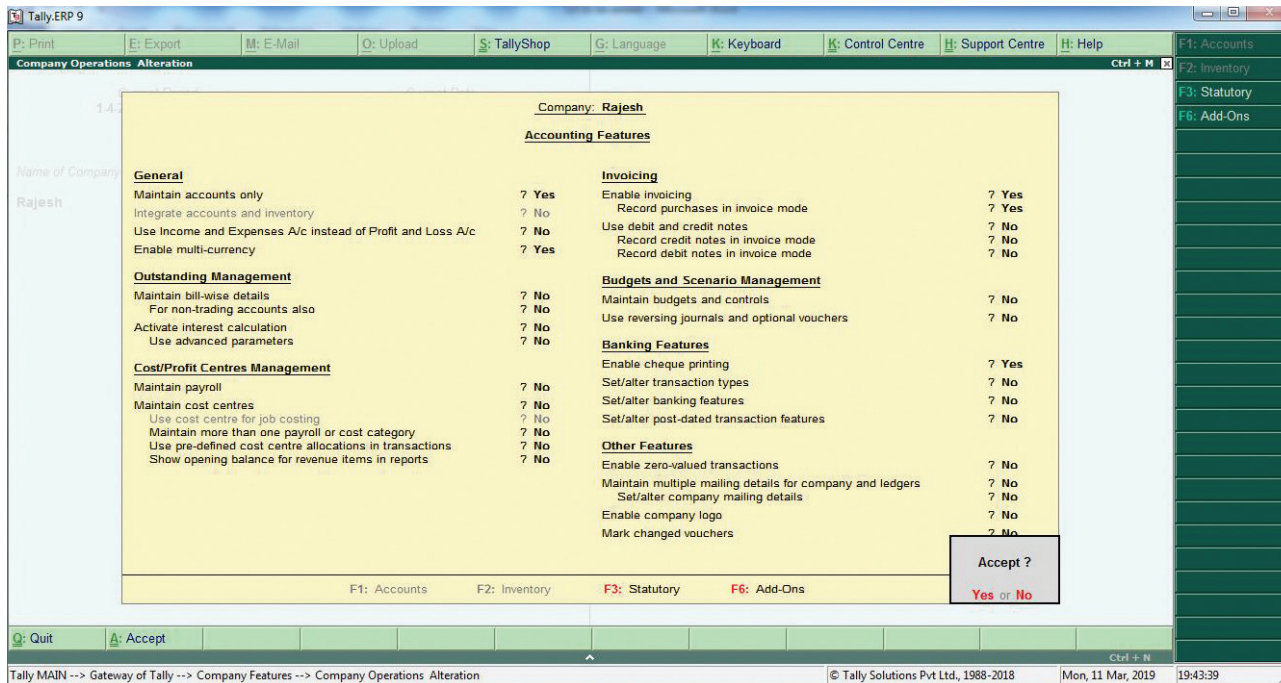 Tally.ERP 9
P: Print E: Export M: E-Mail O: Upload S: TallyShop G: Language K: Keyboard K: Control Centre H: Support Centre H: Help F1: Accounts
Company Operations Alteration Ctrl + M x
F2: Inventory
F3: Statutory
F6: Add-Ons
1-4-2
Name of Company
Rajesh
Company: Rajesh
Accounting Features
General
Maintain accounts only ? Yes
Integrate accounts and inventory ? No
Use Income and Expenses A/c instead of Profit and Loss A/c ? No
Enable multi-currency ? Yes
Outstanding Management
Maintain bill-wise details ? No
For non-trading accounts also ? No
Activate interest calculation ? No
Use advanced parameters ? No
Cost/Profit Centres Management
Maintain payroll ? No
Maintain cost centres ? No
Use cost centre for job costing ? No
Maintain more than one payroll or cost category ? No
Use pre-defined cost centre allocations in transactions ? No
Show opening balance for revenue items in reports ? No
Invoicing
Enable invoicing ? Yes
Record purchases in invoice mode ? Yes
Use debit and credit notes ? No
Record credit notes in invoice mode ? No
Record debit notes in invoice mode ? No
Budgets and Scenario Management
Maintain budgets and controls ? No
Use reversing journals and optional vouchers ? No
Banking Features
Enable cheque printing ? Yes
Set/alter transaction types ? No
Set/alter banking features ? No
Set/alter post-dated transaction features ? No
Other Features
Enable zero-valued transactions ? No
Maintain multiple mailing details for company and ledgers ? No
Set/alter company mailing details ? No
Enable company logo ? No
Mark changed vouchers ? No
Accept ?
Yes or No
F1: Accounts F2: Inventory F3: Statutory F6: Add-Ons
Q: Quit A: Accept
Ctrl + N
Tally MAIN --> Gateway of Tally --> Company Features --> Company Operations Alteration © Tally Solutions Pvt Ltd., 1988-2018 Mon, 11 Mar, 2019 19:43:39